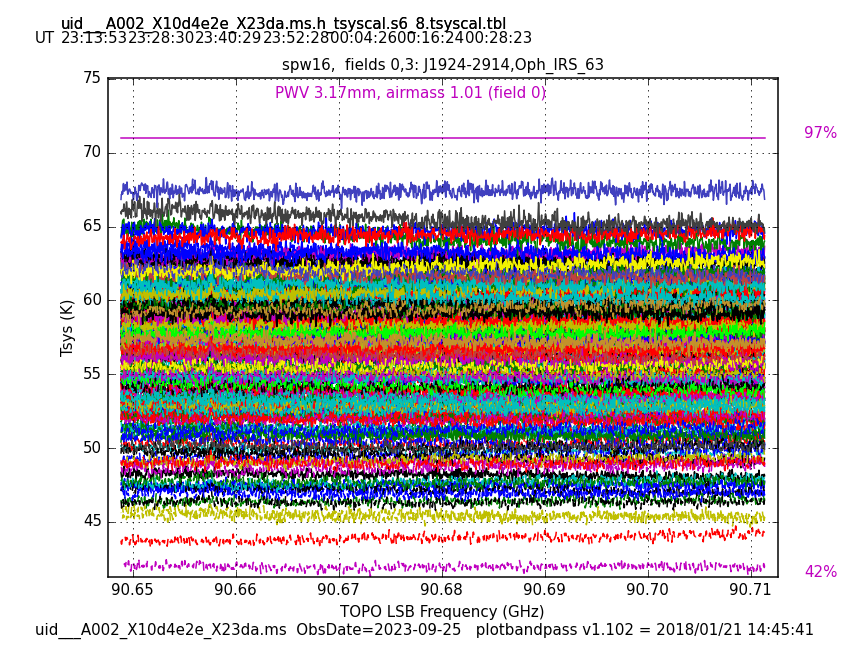 uid___A002_X10d4e2e_X23da.ms.h_tsyscal.s6_8.tsyscal.tbl
UT 23:13:53 23:28:30 23:40:29 23:52:28 00:04:26 00:16:24 00:28:23
spw16,  fields 0,3: J1924-2914,Oph_IRS_63
PWV 3.17mm, airmass 1.01 (field 0)
75
70
65
60
55
50
45
Tsys (K)
97%
42%
90.65 90.66 90.67 90.68 90.69 90.70 90.71
TOPO LSB Frequency (GHz)
uid___A002_X10d4e2e_X23da.ms  ObsDate=2023-09-25   plotbandpass v1.102 = 2018/01/21 14:45:41